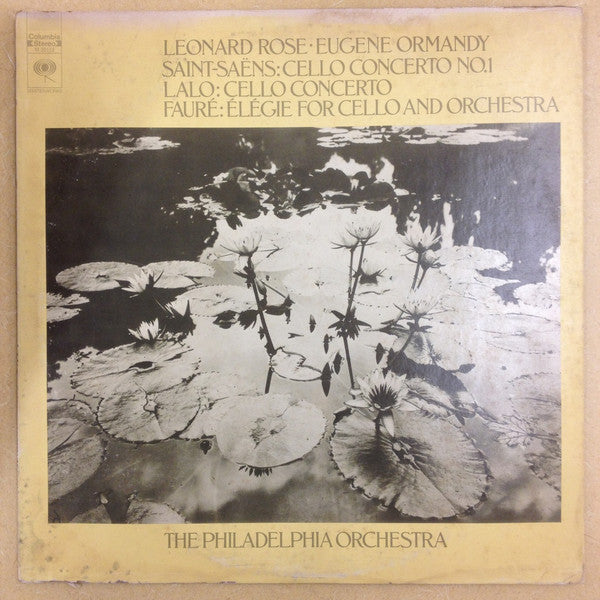 Columbia
Stereo
MASTERWORKS
LEONARD ROSE · EUGENE ORMANDY
SAINT-SAËNS: CELLO CONCERTO NO.1
LALO: CELLO CONCERTO
FAURÉ: ÉLÉGIE FOR CELLO AND ORCHESTRA
THE PHILADELPHIA ORCHESTRA